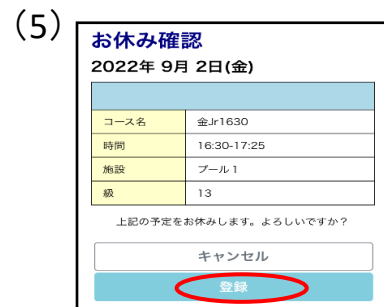 (5)
お休み確認
2022年 9月 2日(金)
コース名 金Jr1630
時間 16:30-17:25
施設 プール 1
級 13
上記の予定をお休みします。よろしいですか？
キャンセル
登録